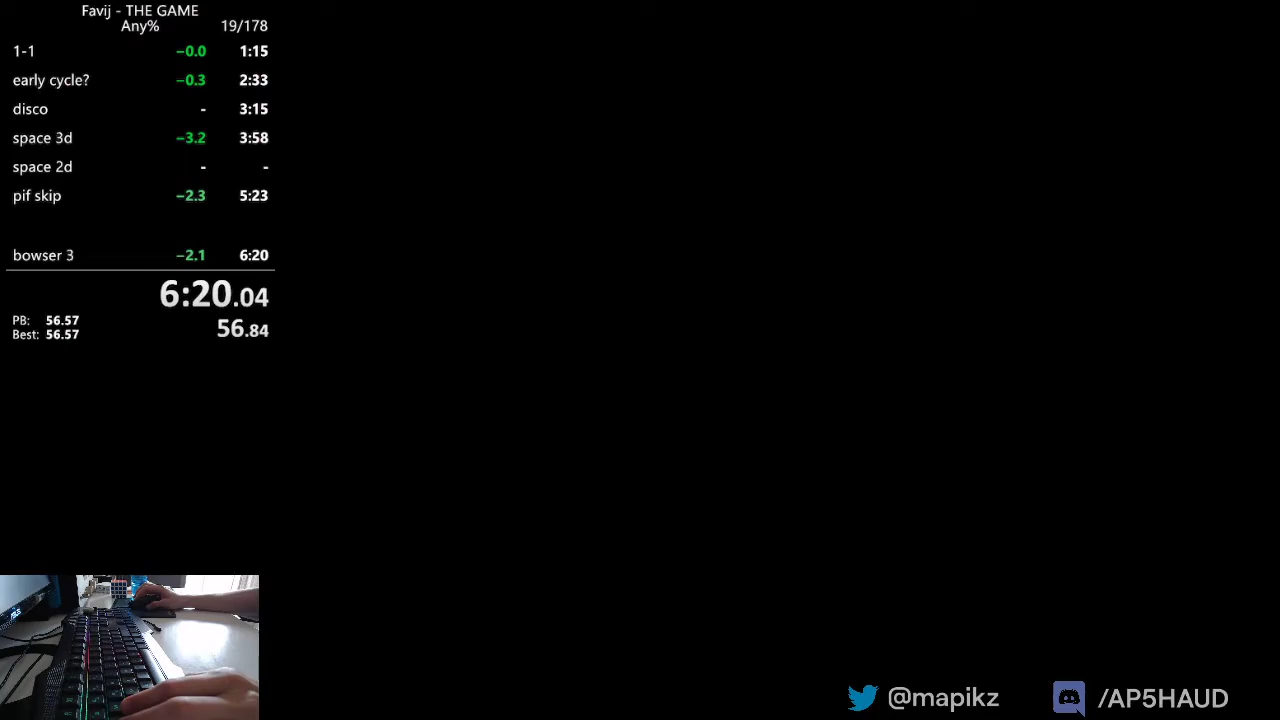 Favij - THE GAME
Any% 19/178
1-1 −0.0 1:15
early cycle? −0.3 2:33
disco - 3:15
space 3d −3.2 3:58
space 2d - -
pif skip −2.3 5:23
bowser 3 −2.1 6:20
6:20.04
PB: 56.57
Best: 56.57
56.84
@mapikz
/AP5HAUD